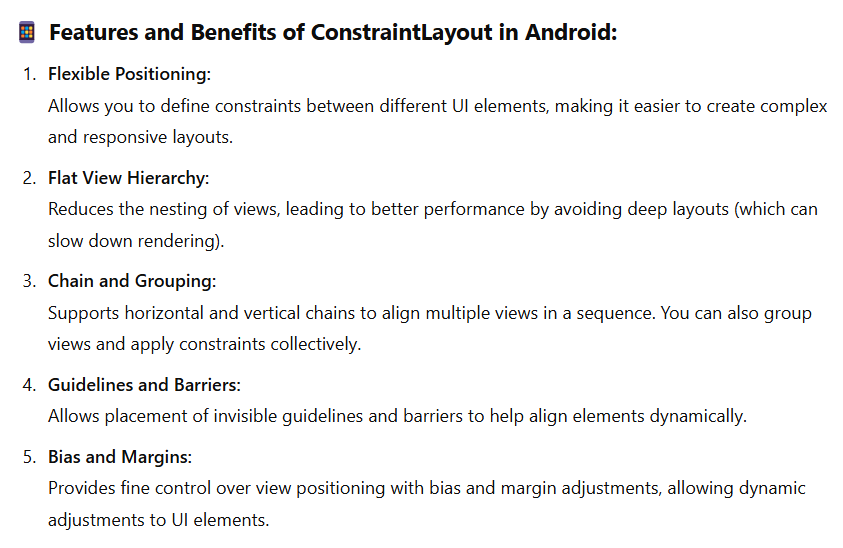 Features and Benefits of ConstraintLayout in Android:
1. Flexible Positioning:
Allows you to define constraints between different UI elements, making it easier to create complex
and responsive layouts.
2. Flat View Hierarchy:
Reduces the nesting of views, leading to better performance by avoiding deep layouts (which can
slow down rendering).
3. Chain and Grouping:
Supports horizontal and vertical chains to align multiple views in a sequence. You can also group
views and apply constraints collectively.
4. Guidelines and Barriers:
Allows placement of invisible guidelines and barriers to help align elements dynamically.
5. Bias and Margins:
Provides fine control over view positioning with bias and margin adjustments, allowing dynamic
adjustments to UI elements.